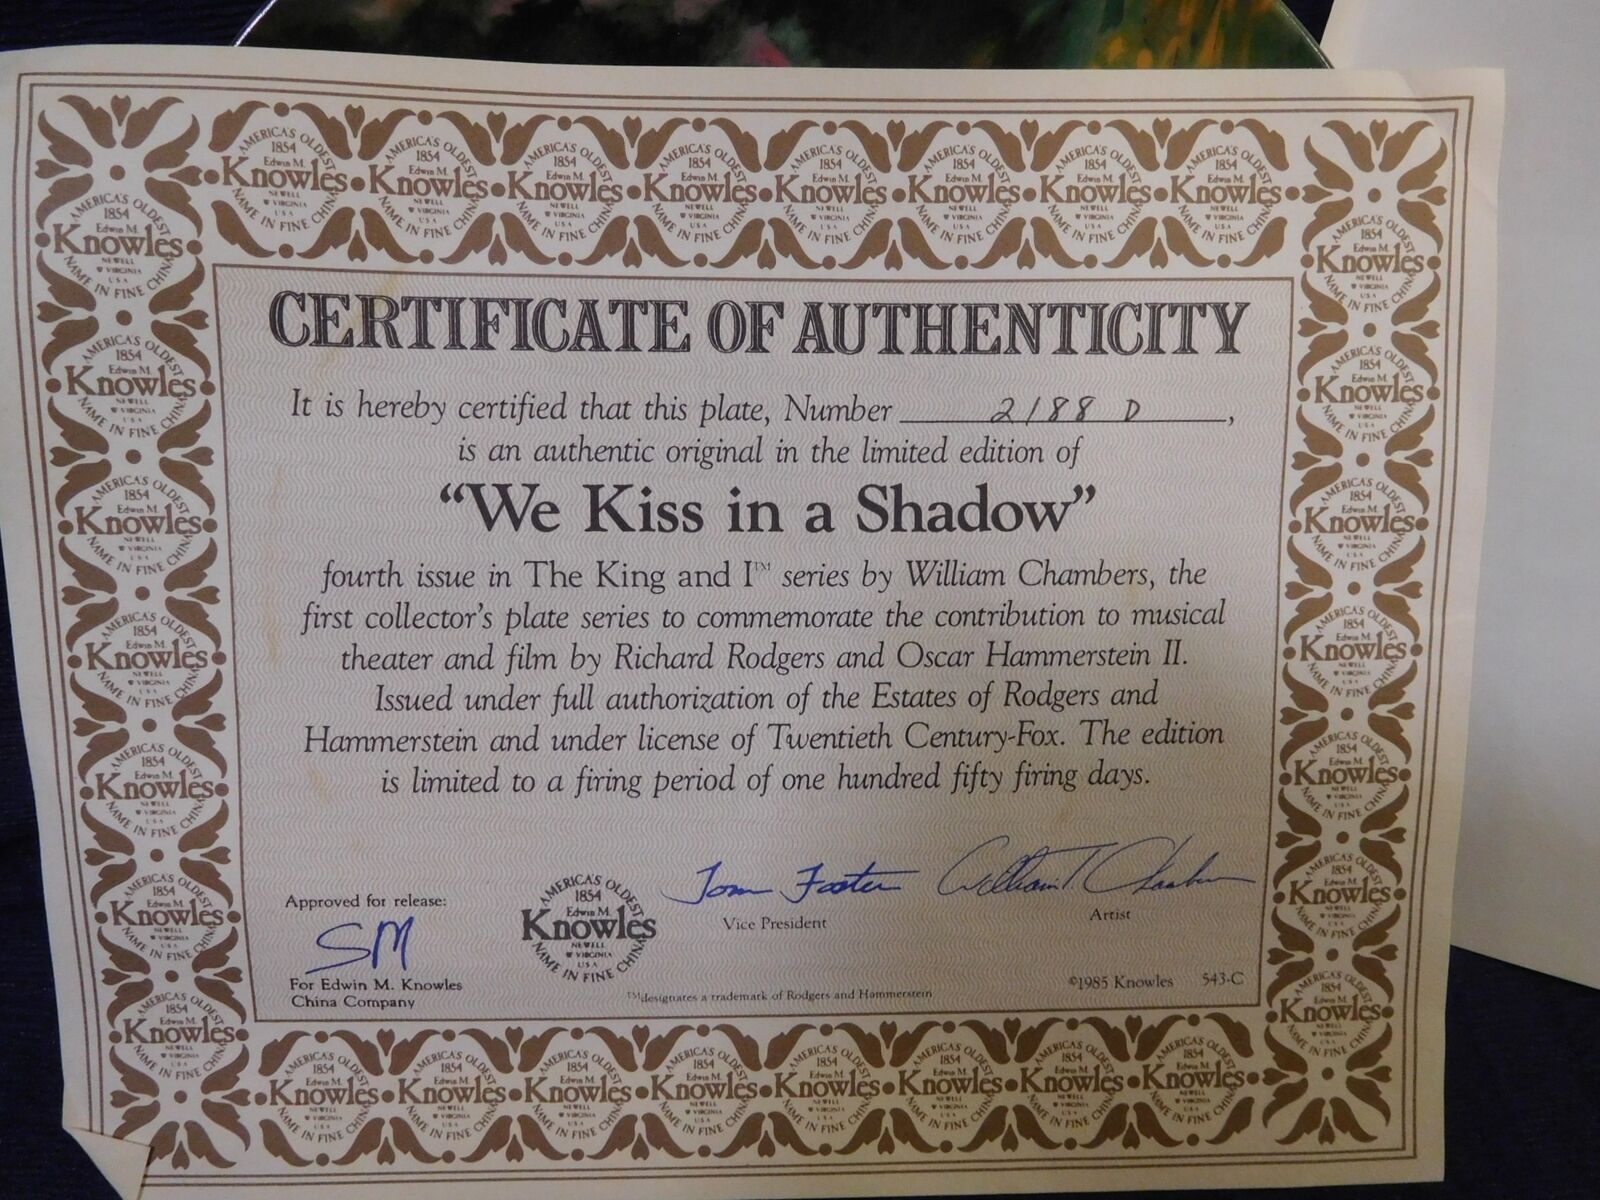 CERTIFICATE OF AUTHENTICITY
It is hereby certified that this plate, Number 2188 D,
is an authentic original in the limited edition of
“We Kiss in a Shadow”
fourth issue in The King and I™ series by William Chambers, the
first collector's plate series to commemorate the contribution to musical
theater and film by Richard Rodgers and Oscar Hammerstein II.
Issued under full authorization of the Estates of Rodgers and
Hammerstein and under license of Twentieth Century-Fox. The edition
is limited to a firing period of one hundred fifty firing days.
Approved for release:
SM
For Edwin M. Knowles
China Company
AMERICA'S OLDEST
1854
Edwin M.
Knowles
NEWELL
W VIRGINIA
USA
NAME IN FINE CHINA
Tom Foster
Vice President
William T. Chambers
Artist
™designates a trademark of Rodgers and Hammerstein
©1985 Knowles 543-C